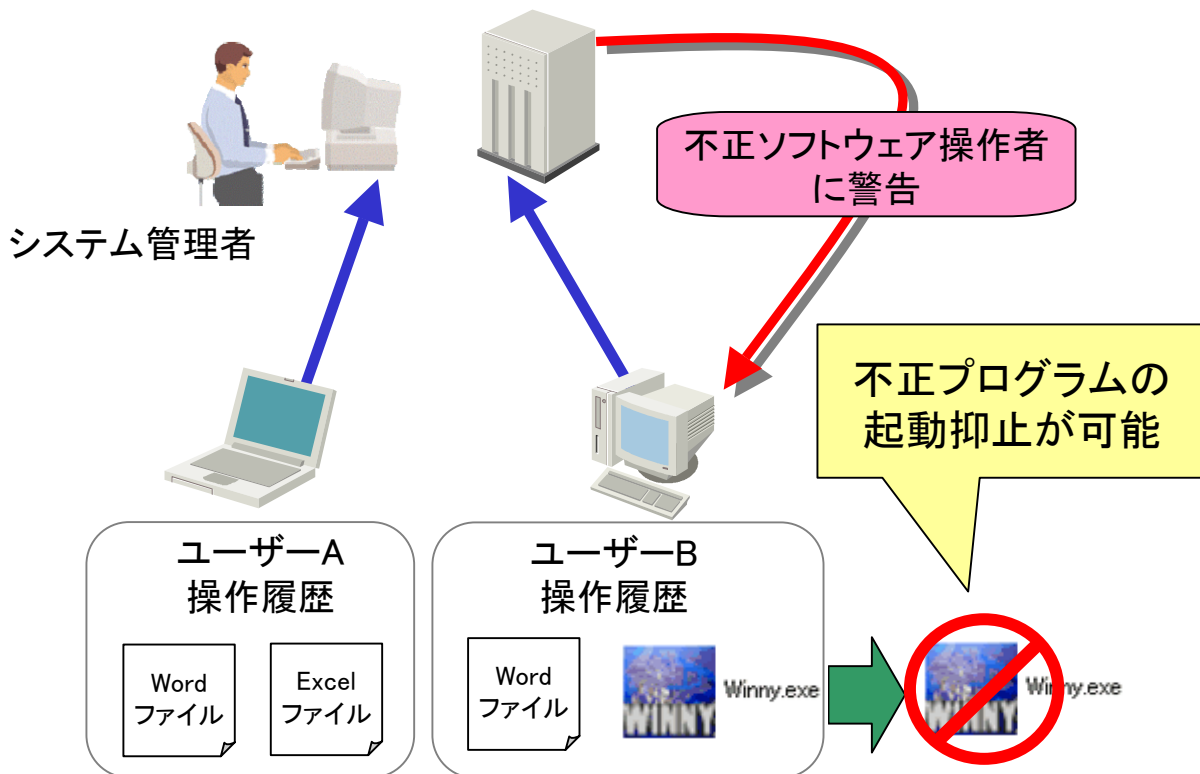 不正ソフトウェア操作者
に警告
システム管理者
不正プログラムの
起動抑止が可能
ユーザーA
操作履歴
Word
ファイル
Excel
ファイル
ユーザーB
操作履歴
Word
ファイル
WINNY
Winny.exe
WINNY
Winny.exe